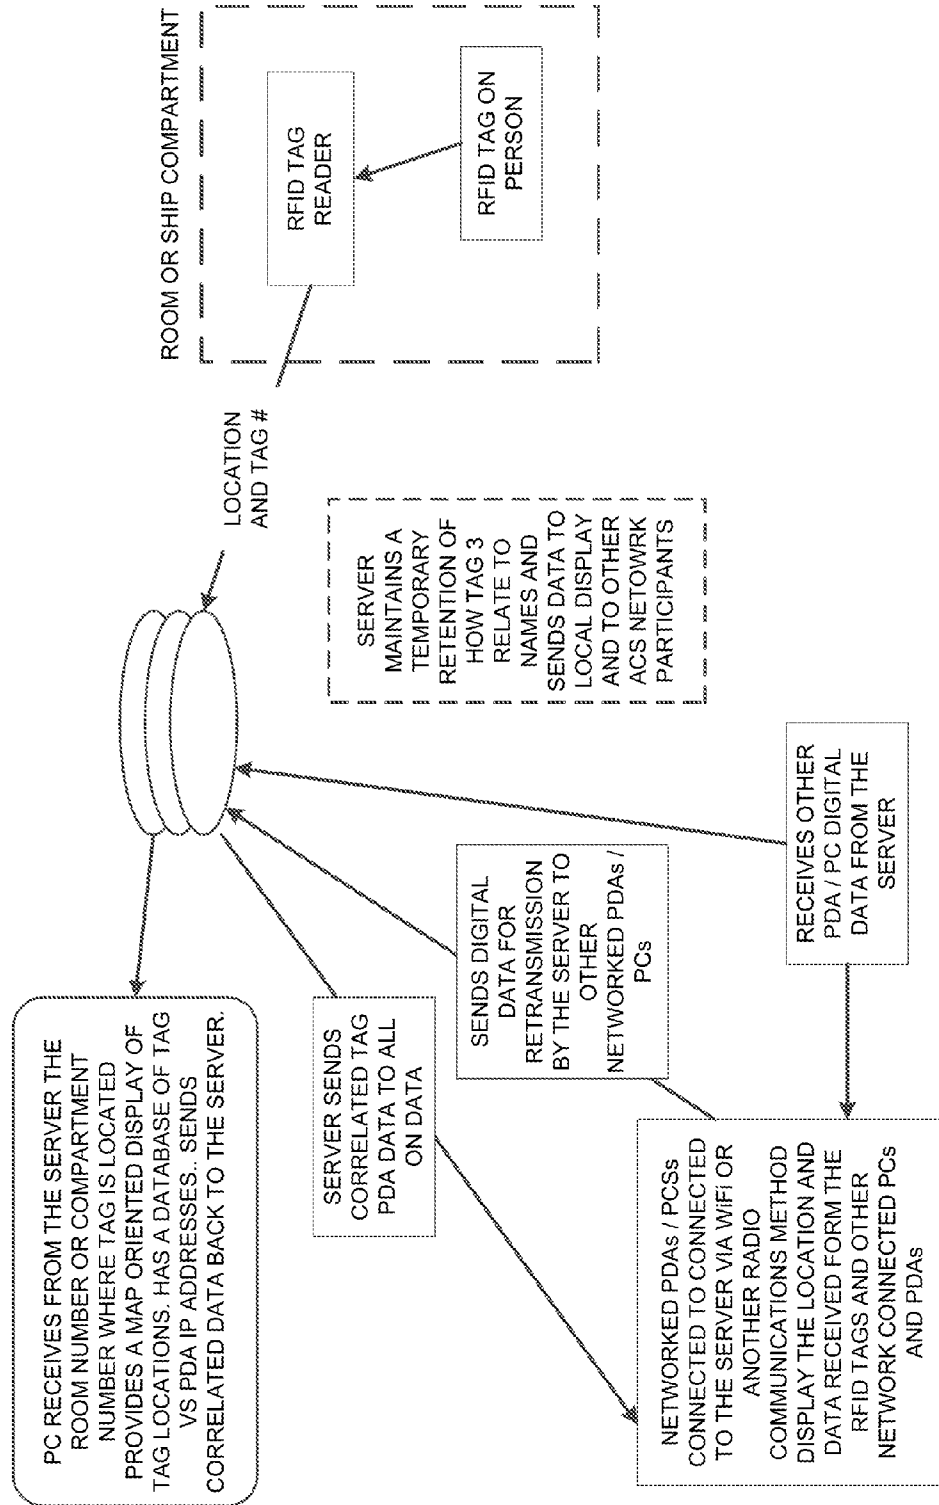 PC RECEIVES FROM THE SERVER THE
ROOM NUMBER OR COMPARTMENT
NUMBER WHERE TAG IS LOCATED
PROVIDES A MAP ORIENTED DISPLAY OF
TAG LOCATIONS. HAS A DATABASE OF TAG
VS PDA IP ADDRESSES. SENDS
CORRELATED DATA BACK TO THE SERVER.
LOCATION
AND TAG #
ROOM OR SHIP COMPARTMENT
RFID TAG
READER
RFID TAG ON
PERSON
SERVER SENDS
CORRELATED TAG
PDA DATA TO ALL
ON DATA
SERVER
MAINTAINS A
TEMPORARY
RETENTION OF
HOW TAG 3
RELATE TO
NAMES AND
SENDS DATA TO
LOCAL DISPLAY
AND TO OTHER
ACS NETOWRK
PARTICIPANTS
SENDS DIGITAL
DATA FOR
RETRANSMISSION
BY THE SERVER TO
OTHER
NETWORKED PDAs /
PCs
NETWORKED PDAs / PCSs
CONNECTED TO CONNECTED
TO THE SERVER VIA WiFi OR
ANOTHER RADIO
COMMUNICATIONS METHOD
DISPLAY THE LOCATION AND
DATA RECEIVED FORM THE
RFID TAGS AND OTHER
NETWORK CONNECTED PCs
AND PDAs
RECEIVES OTHER
PDA / PC DIGITAL
DATA FROM THE
SERVER